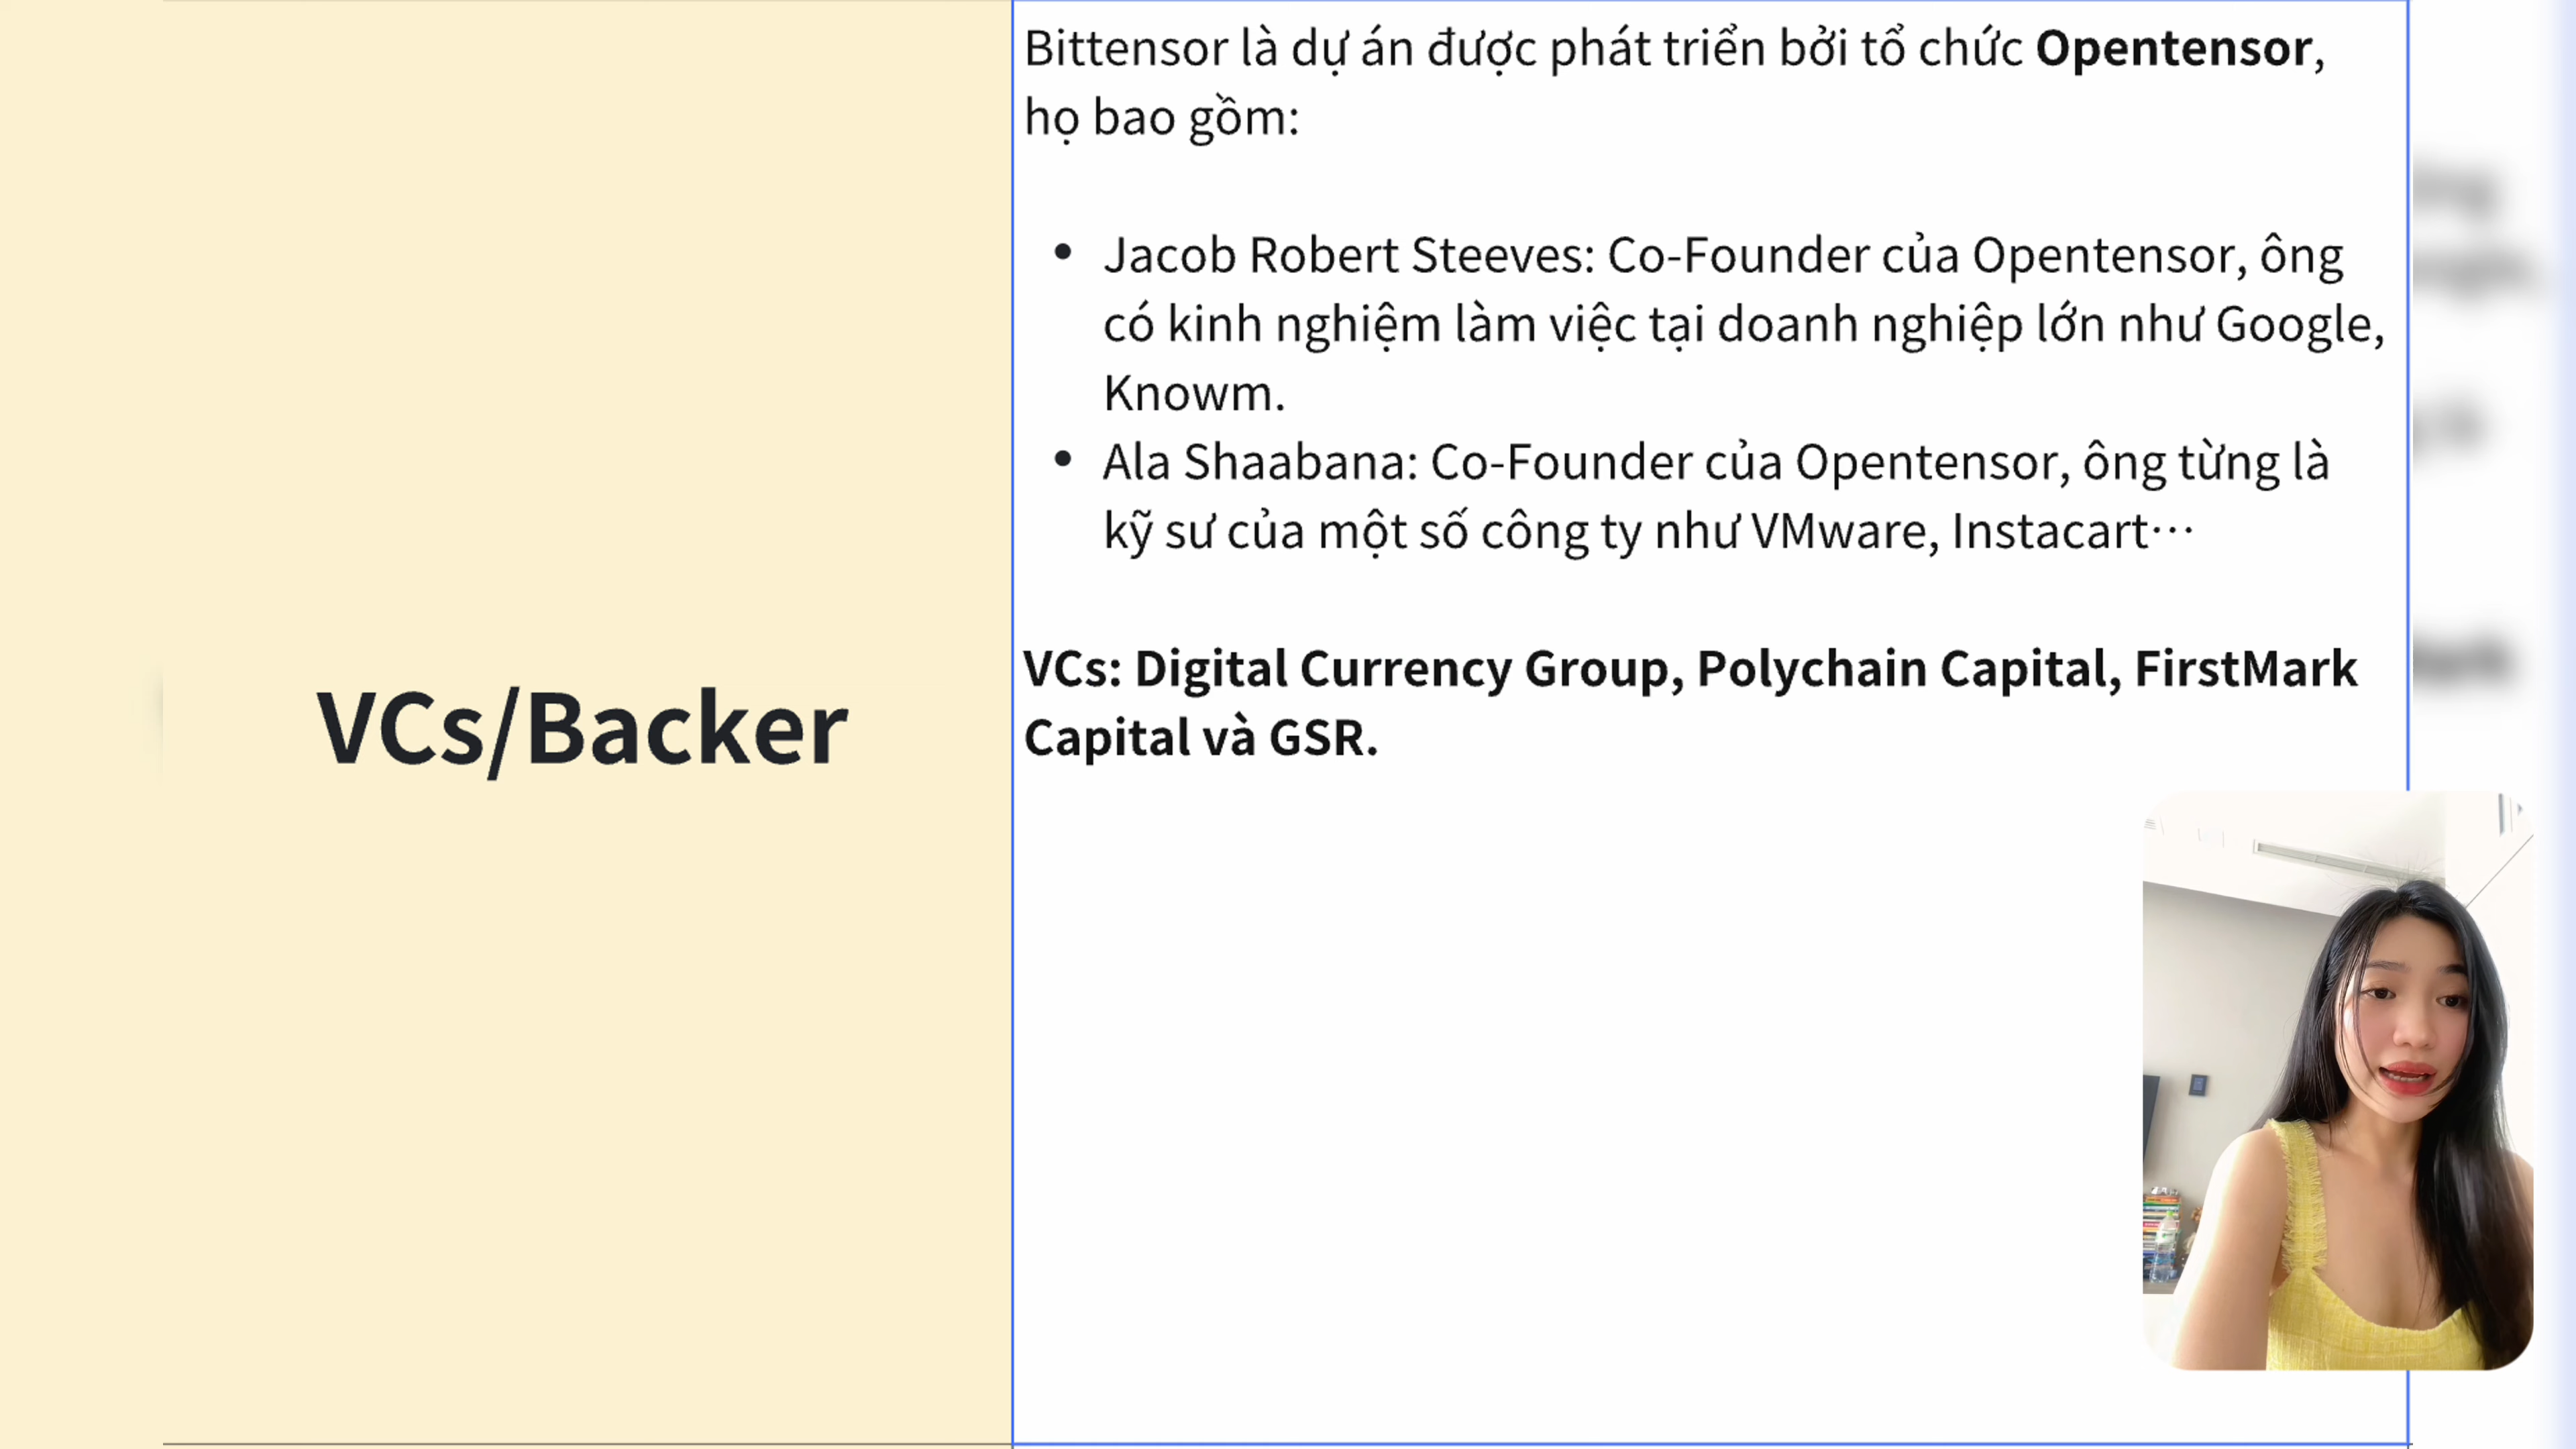 Bittensor là dự án được phát triển bởi tổ chức Opentensor,
họ bao gồm:
• Jacob Robert Steeves: Co-Founder của Opentensor, ông
có kinh nghiệm làm việc tại doanh nghiệp lớn như Google,
Knowm.
• Ala Shaabana: Co-Founder của Opentensor, ông từng là
kỹ sư của một số công ty như VMware, Instacart…
VCs/Backer
VCs: Digital Currency Group, Polychain Capital, FirstMark
Capital và GSR.